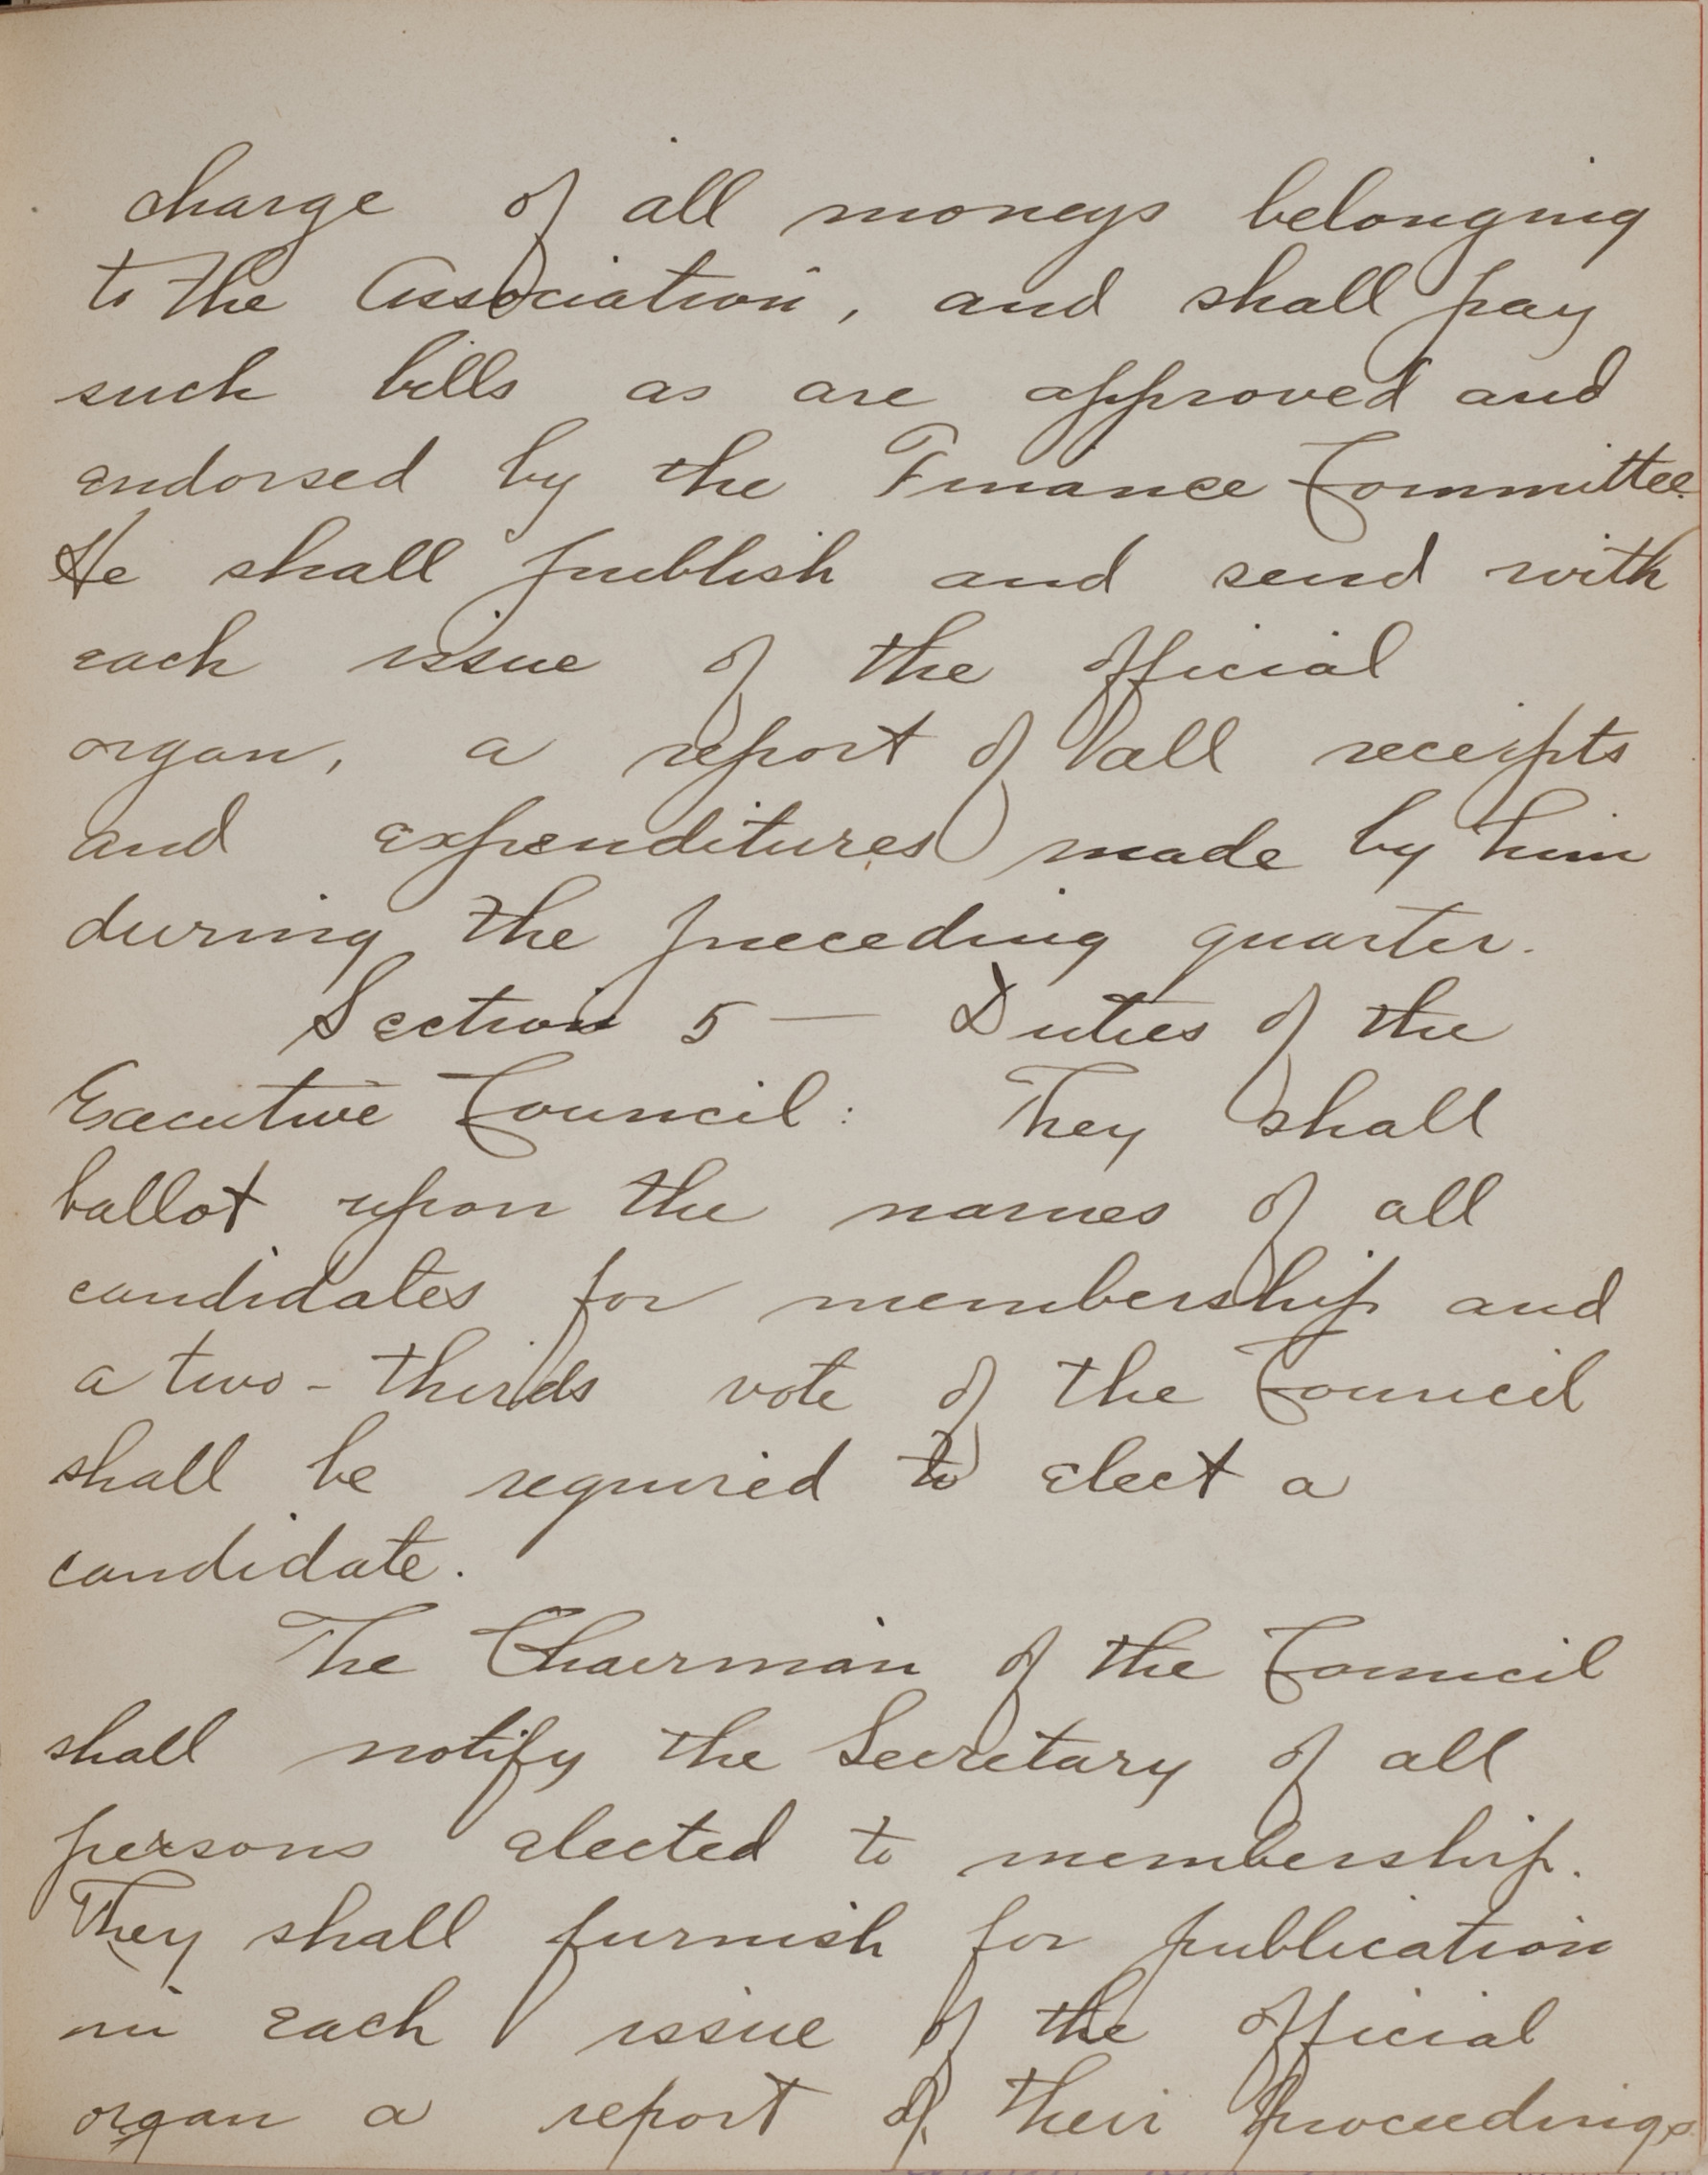 charge of all moneys belonging
to the Association, and shall pay
such bills as are approved and
endorsed by the Finance Committee.
He shall publish and send with
each issue of the official
organ, a report of all receipts
and expenditures made by him
during the preceding quarter.
Section 5 — Duties of the
Executive Council: They shall
ballot upon the names of all
candidates for membership and
a two-thirds vote of the Council
shall be required to elect a
candidate.
The Chairman of the Council
shall notify the Secretary of all
persons elected to membership.
They shall furnish for publication
in each issue of the official
organ a report of their proceedings.